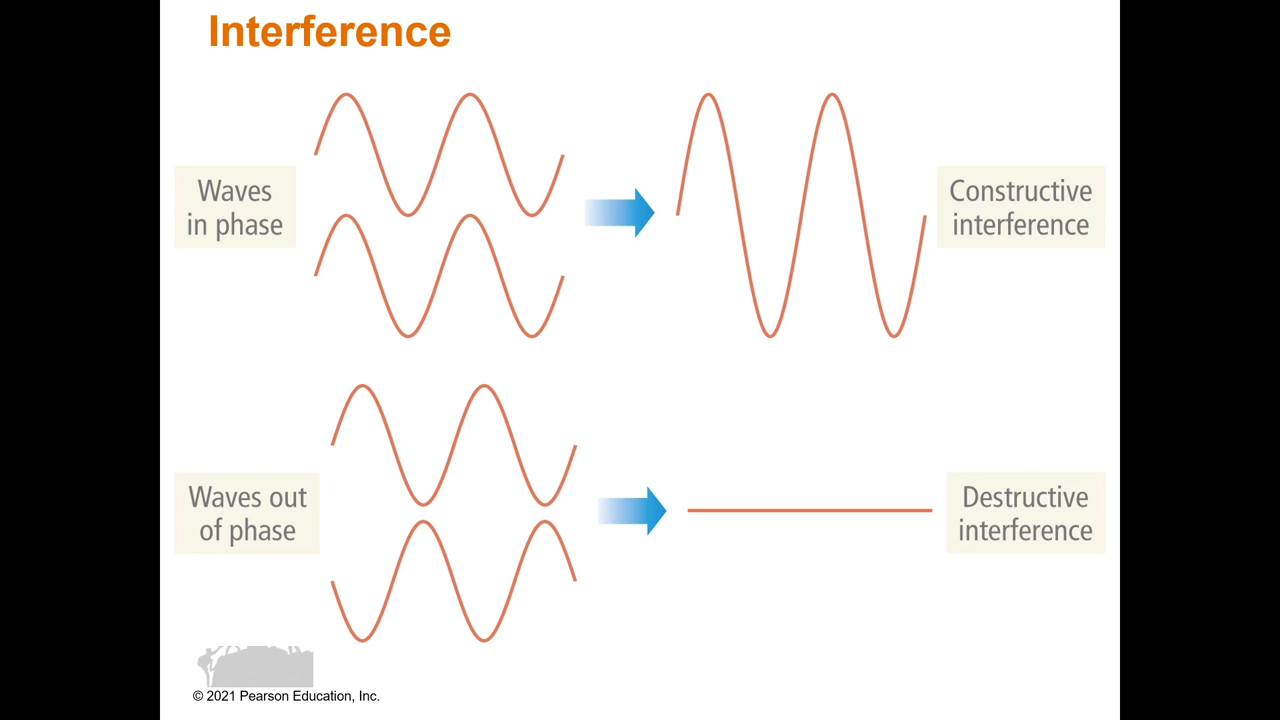 Interference
Waves
in phase
Constructive
interference
Waves out
of phase
Destructive
interference
© 2021 Pearson Education, Inc.